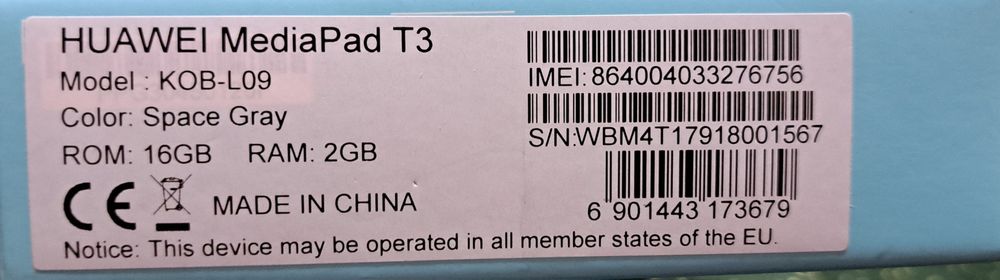 HUAWEI MediaPad T3
Model : KOB-L09
Color: Space Gray
ROM: 16GB RAM: 2GB
MADE IN CHINA
Notice: This device may be operated in all member states of the EU.
IMEI: 864004033276756
S/N:WBM4T17918001567
6 901443 173679